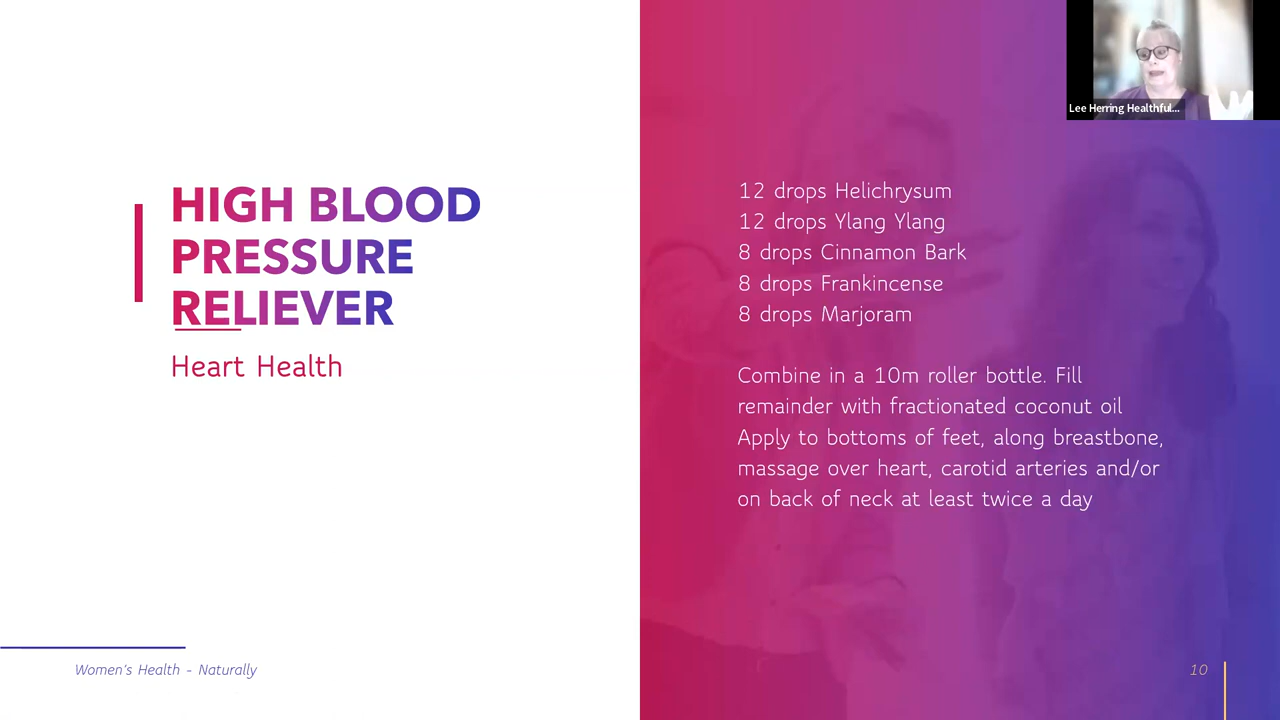 HIGH BLOOD
PRESSURE
RELIEVER
Heart Health
12 drops Helichrysum
12 drops Ylang Ylang
8 drops Cinnamon Bark
8 drops Frankincense
8 drops Marjoram
Combine in a 10m roller bottle. Fill
remainder with fractionated coconut oil
Apply to bottoms of feet, along breastbone,
massage over heart, carotid arteries and/or
on back of neck at least twice a day
Lee Herring Healthful...
Women's Health - Naturally
10